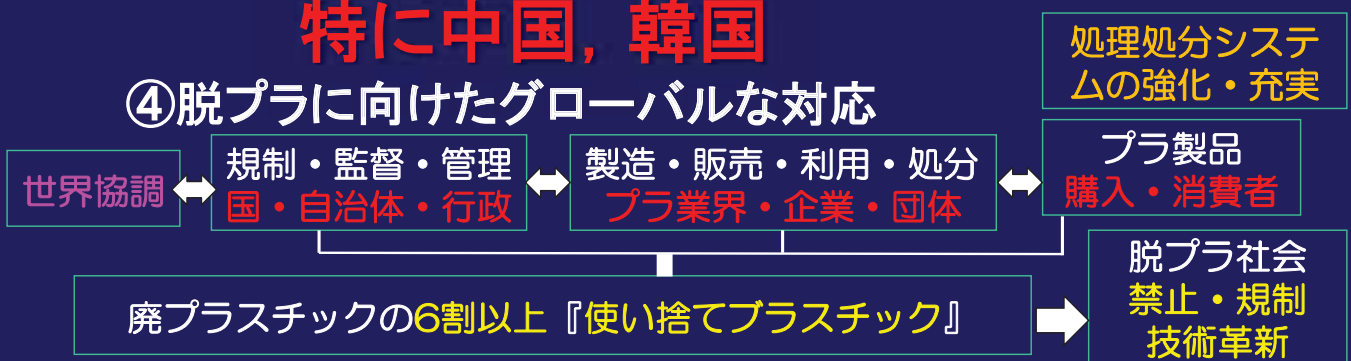 特に中国，韓国
④脱プラに向けたグローバルな対応
処理処分システ
ムの強化・充実
世界協調
規制・監督・管理
国・自治体・行政
製造・販売・利用・処分
プラ業界・企業・団体
プラ製品
購入・消費者
廃プラスチックの6割以上『使い捨てプラスチック』
脱プラ社会
禁止・規制
技術革新